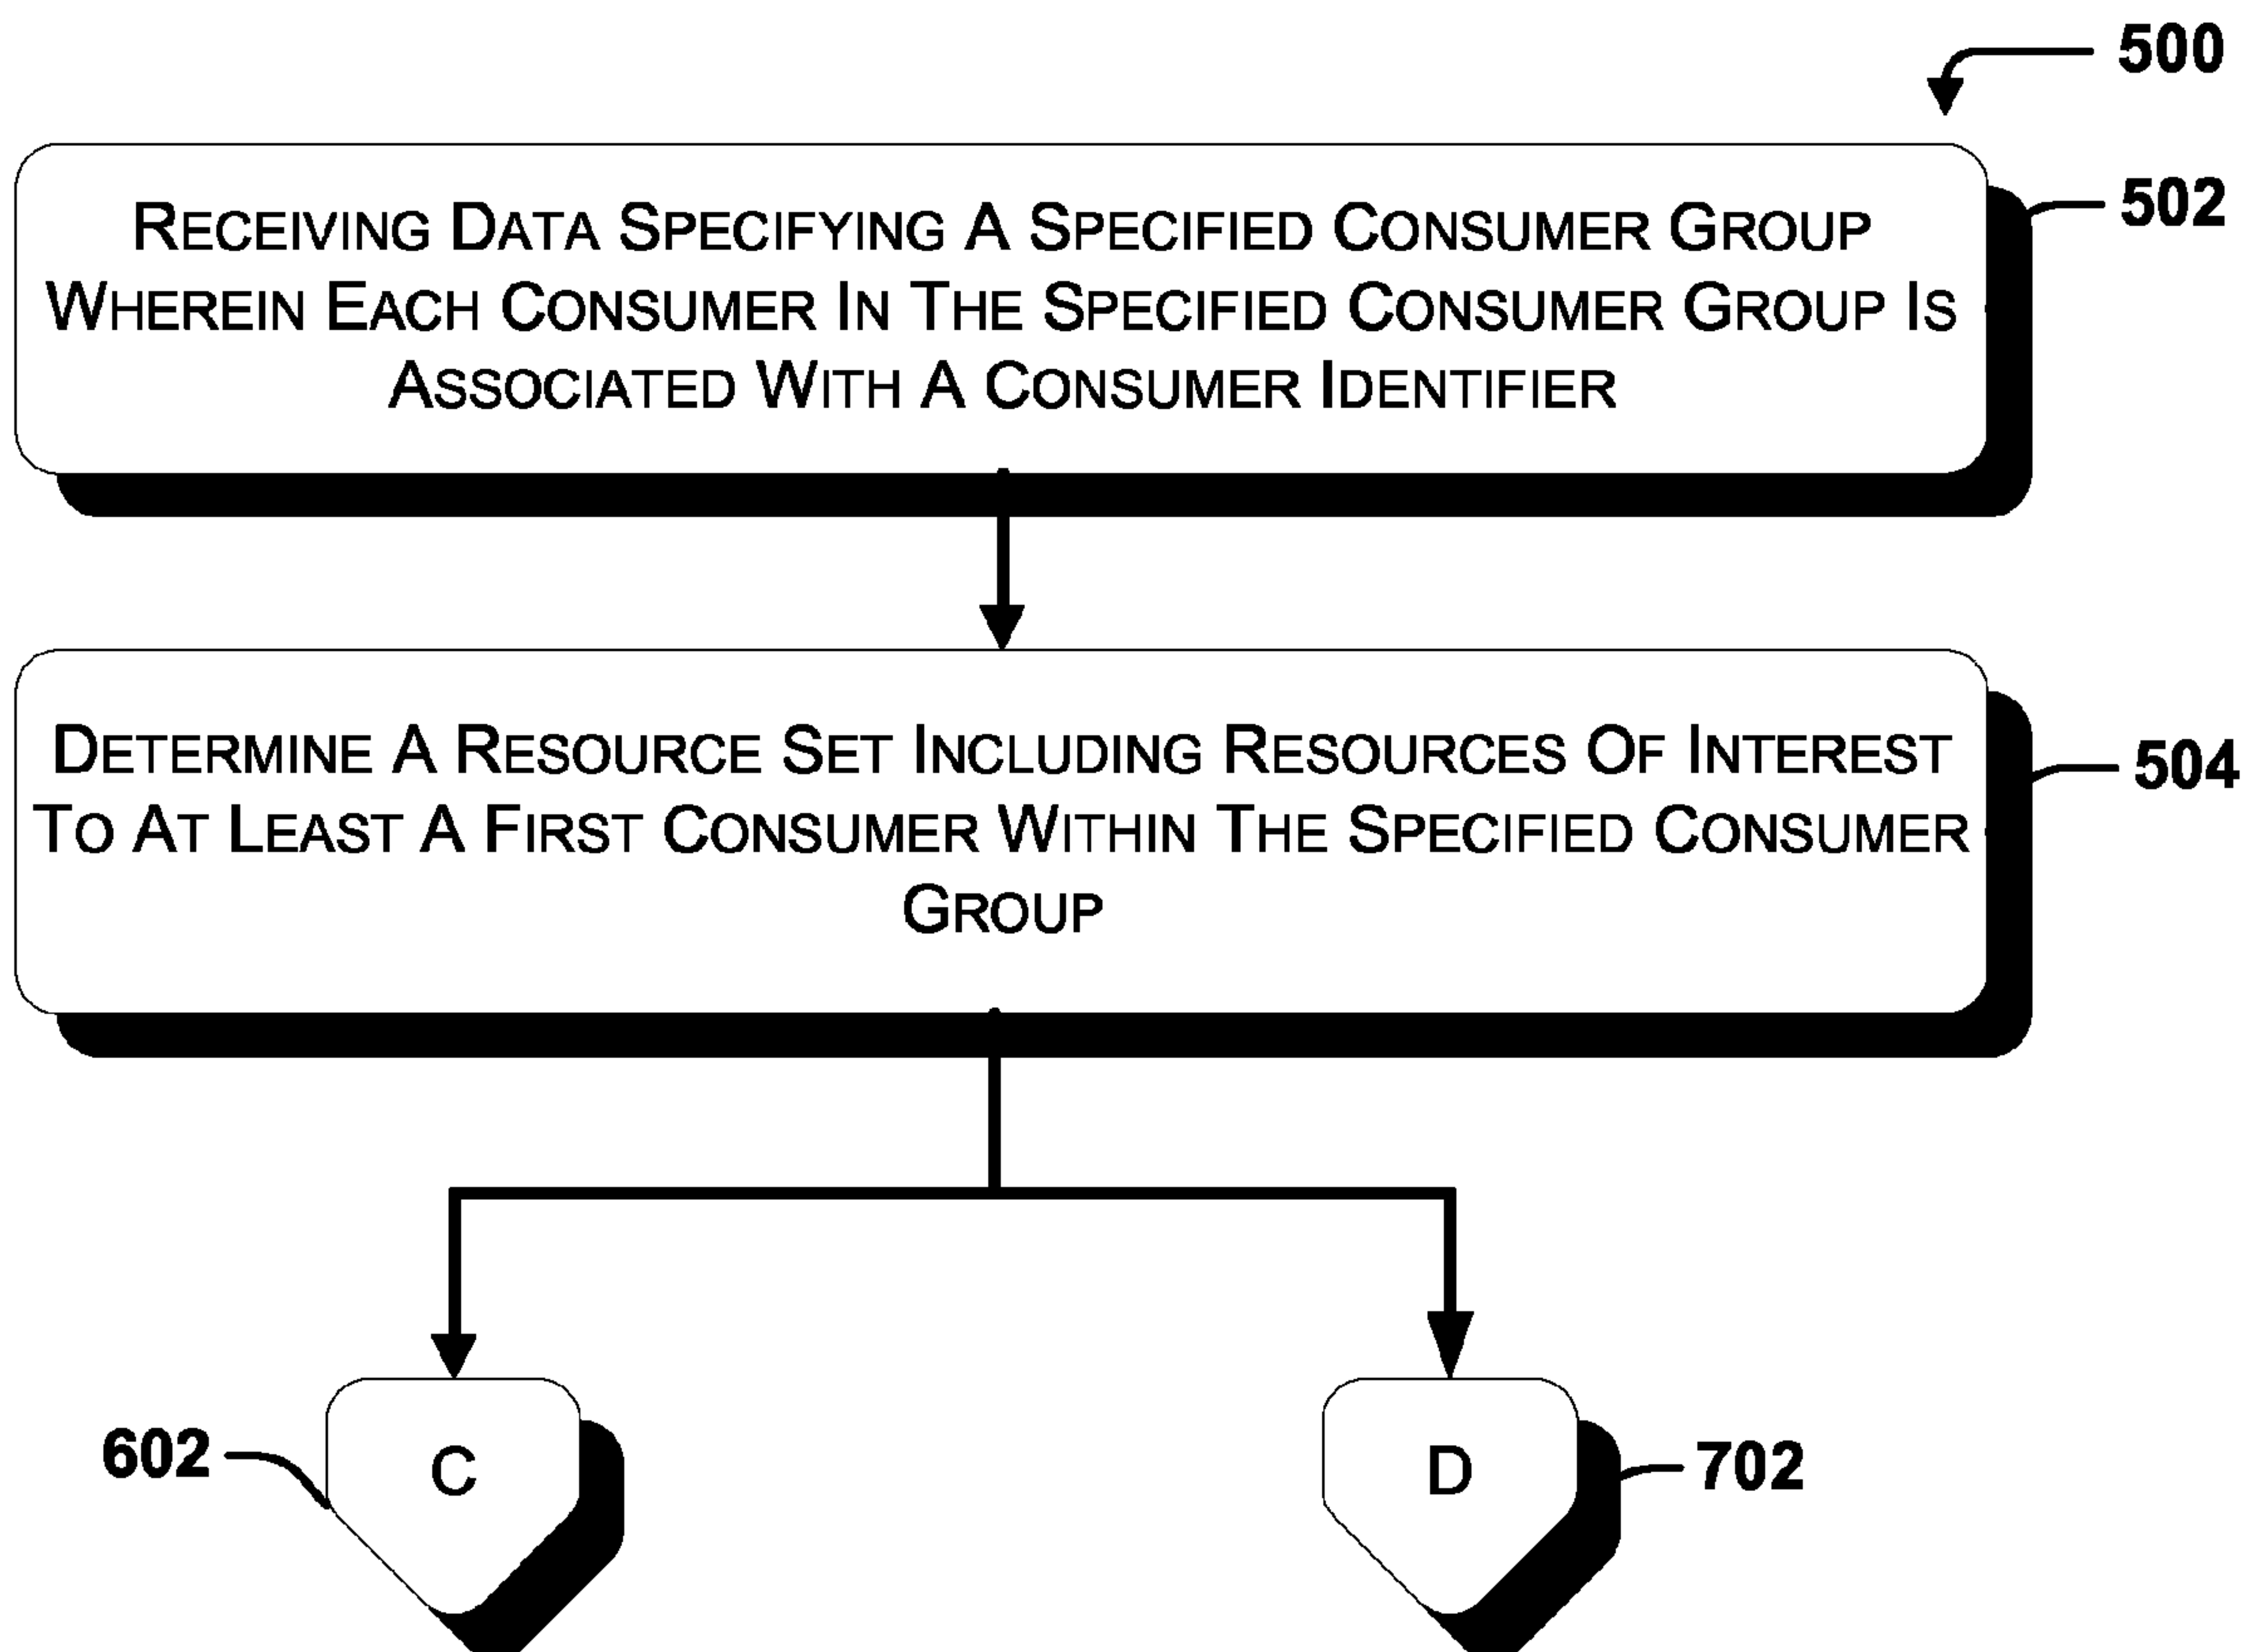 500
RECEIVING DATA SPECIFYING A SPECIFIED CONSUMER GROUP
502
WHEREIN EACH CONSUMER IN THE SPECIFIED CONSUMER GROUP IS
ASSOCIATED WITH A CONSUMER IDENTIFIER
DETERMINE A RESOURCE SET INCLUDING RESOURCES OF INTEREST
504
TO AT LEAST A FIRST CONSUMER WITHIN THE SPECIFIED CONSUMER
GROUP
602
C
D
702